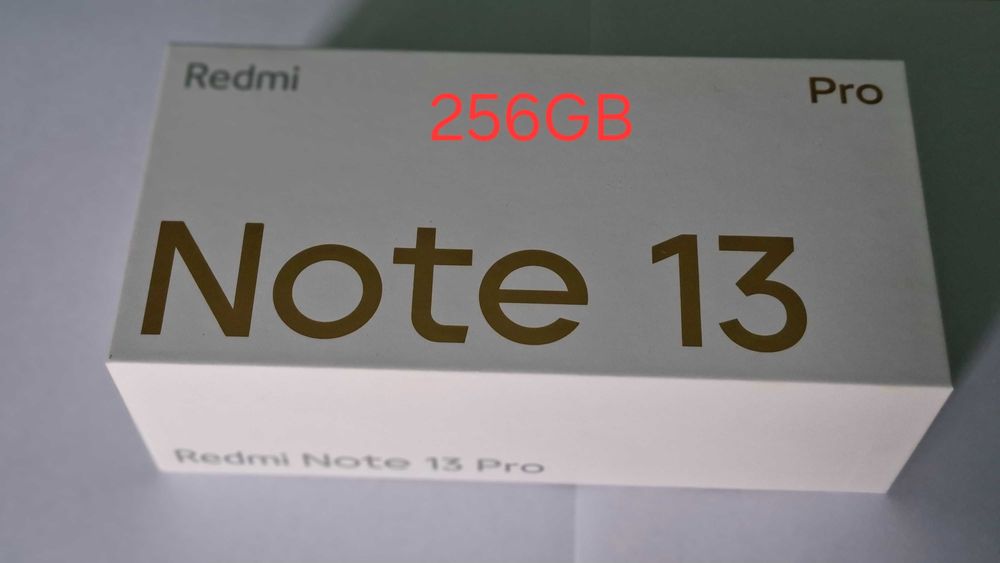 Redmi
Pro
256GB
Note 13
Redmi Note 13 Pro